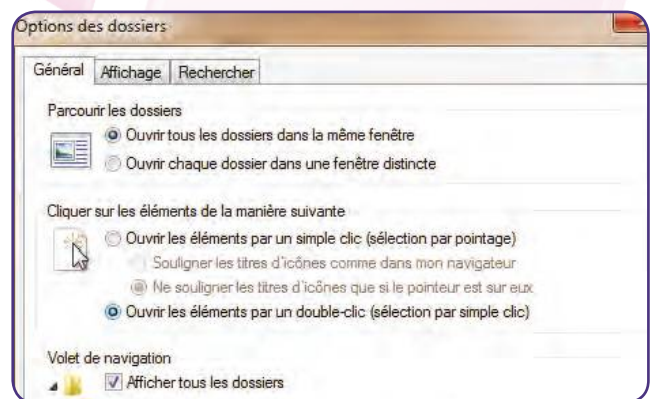 Options des dossiers
Général Affichage Rechercher
Parcourir les dossiers
Ouvrir tous les dossiers dans la même fenêtre
Ouvrir chaque dossier dans une fenêtre distincte
Cliquer sur les éléments de la manière suivante
Ouvrir les éléments par un simple clic (sélection par pointage)
Souligner les titres d'icônes comme dans mon navigateur
Ne souligner les titres d'icônes que si le pointeur est sur eux
Ouvrir les éléments par un double-clic (sélection par simple clic)
Volet de navigation
Afficher tous les dossiers